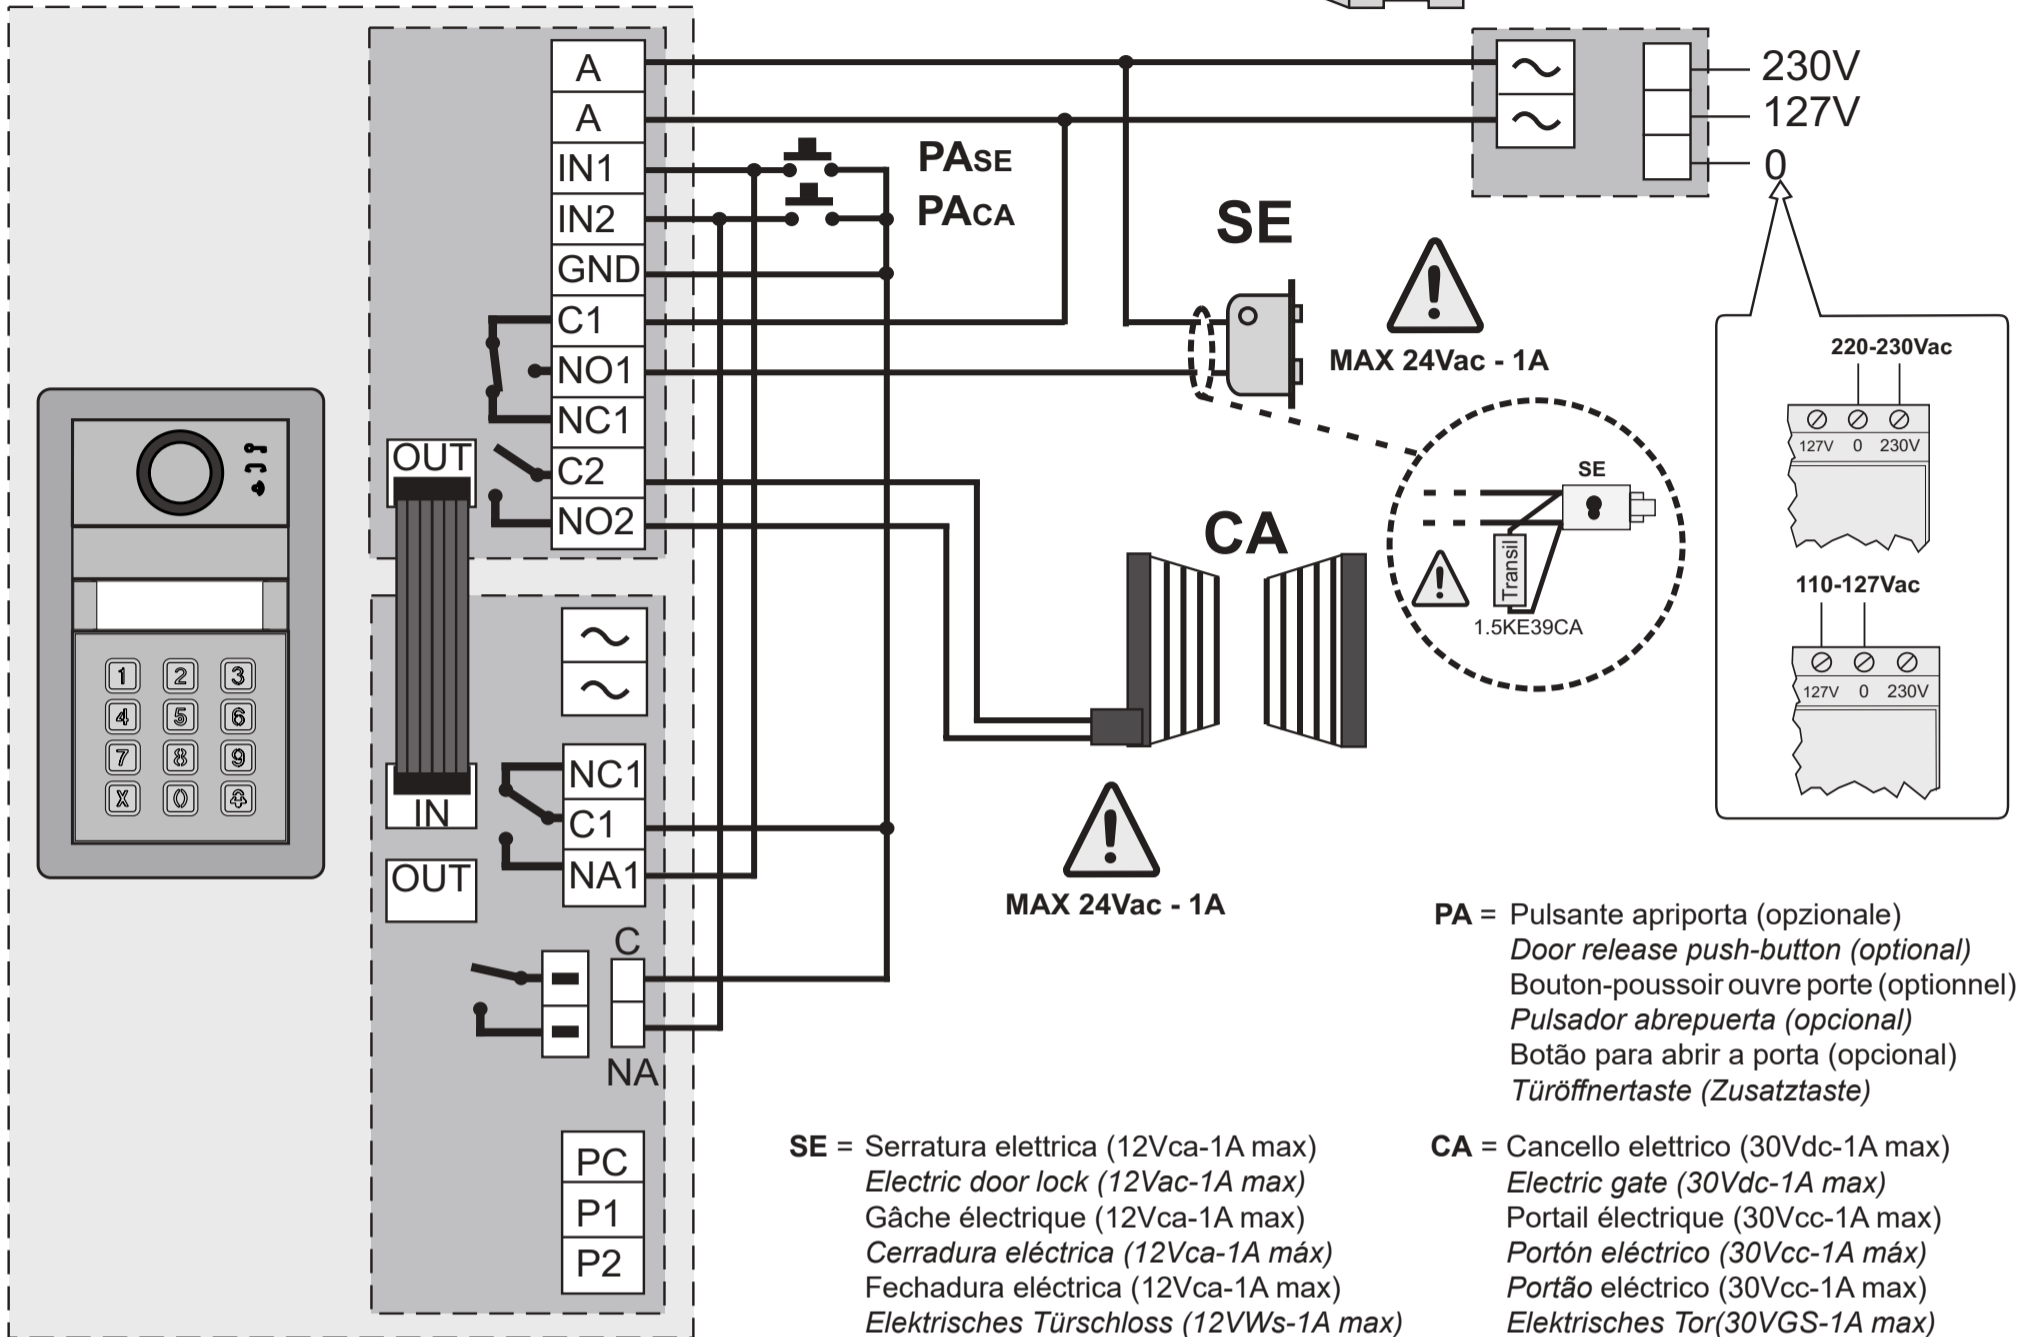 A
A
IN1
IN2
GND
C1
NO1
NC1
C2
NO2
OUT
PASE
PACA
SE
MAX 24Vac - 1A
230V
127V
0
220-230Vac
127V 0 230V
110-127Vac
127V 0 230V
SE
Transil
1.5KE39CA
CA
MAX 24Vac - 1A
1 2 3
4 5 6
7 8 9
X 0
IN
OUT
NC1
C1
NA1
C
NA
PC
P1
P2
PA = Pulsante apriporta (opzionale)
Door release push-button (optional)
Bouton-poussoir ouvre porte (optionnel)
Pulsador abrepuerta (opcional)
Botão para abrir a porta (opcional)
Türöffnertaste (Zusatztaste)
SE = Serratura elettrica (12Vca-1A max)
Electric door lock (12Vac-1A max)
Gâche électrique (12Vca-1A max)
Cerradura eléctrica (12Vca-1A máx)
Fechadura eléctrica (12Vca-1A max)
Elektrisches Türschloss (12VWs-1A max)
CA = Cancello elettrico (30Vdc-1A max)
Electric gate (30Vdc-1A max)
Portail électrique (30Vcc-1A max)
Portón eléctrico (30Vcc-1A máx)
Portão eléctrico (30Vcc-1A max)
Elektrisches Tor(30VGS-1A max)